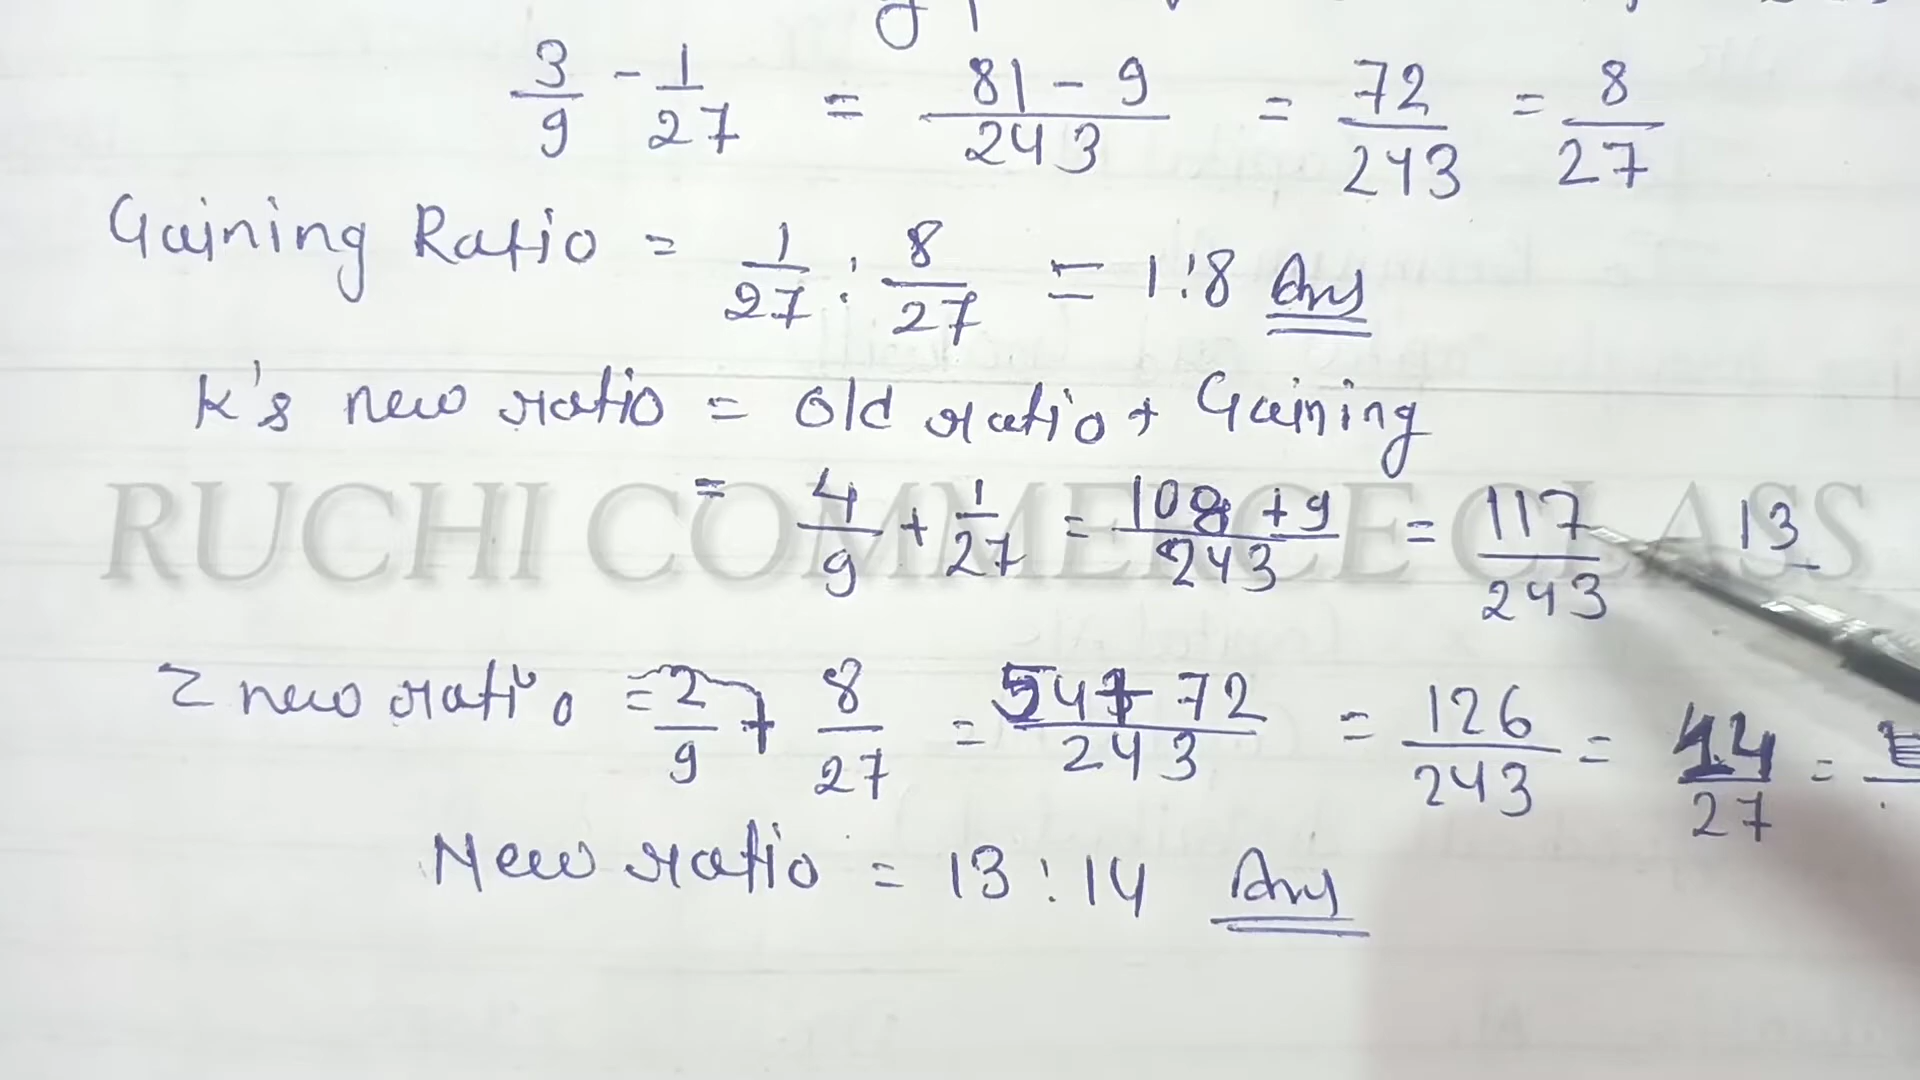 3/9 - 1/27 = 81 - 9/243 = 72/243 = 8/27
Gaining Ratio = 1/27 : 8/27 = 1:8 Ans
K's new ratio = old ratio + Gaining
= 4/9 + 1/27 = 108 + 9/243 = 117/243 13
RUCHI COMMERCE CLASS
Z new ratio = 2/9 + 8/27 = 54 + 72/243 = 126/243 = 14/27 =
New ratio = 13 : 14 Ans